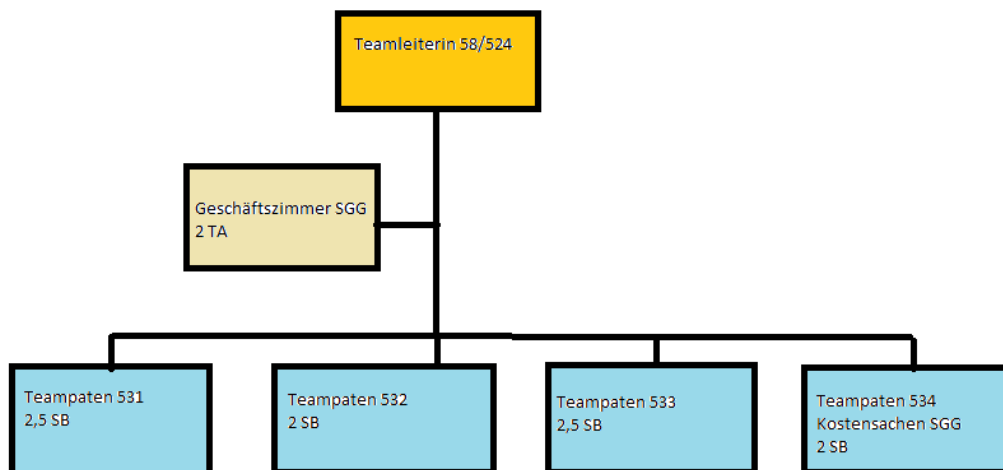 Teamleiterin 58/524
Geschäftszimmer SGG
2 TA
Teampaten 531
2,5 SB
Teampaten 532
2 SB
Teampaten 533
2,5 SB
Teampaten 534
Kostensachen SGG
2 SB